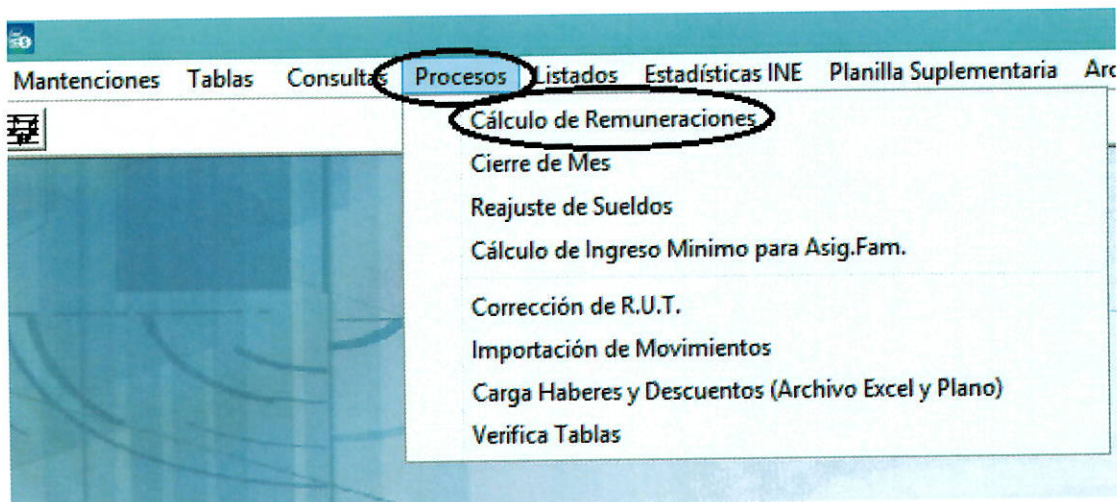 Mantenciones Tablas Consultas Procesos Listados Estadísticas INE Planilla Suplementaria Arc
Cálculo de Remuneraciones
Cierre de Mes
Reajuste de Sueldos
Cálculo de Ingreso Minimo para Asig.Fam.
Corrección de R.U.T.
Importación de Movimientos
Carga Haberes y Descuentos (Archivo Excel y Plano)
Verifica Tablas